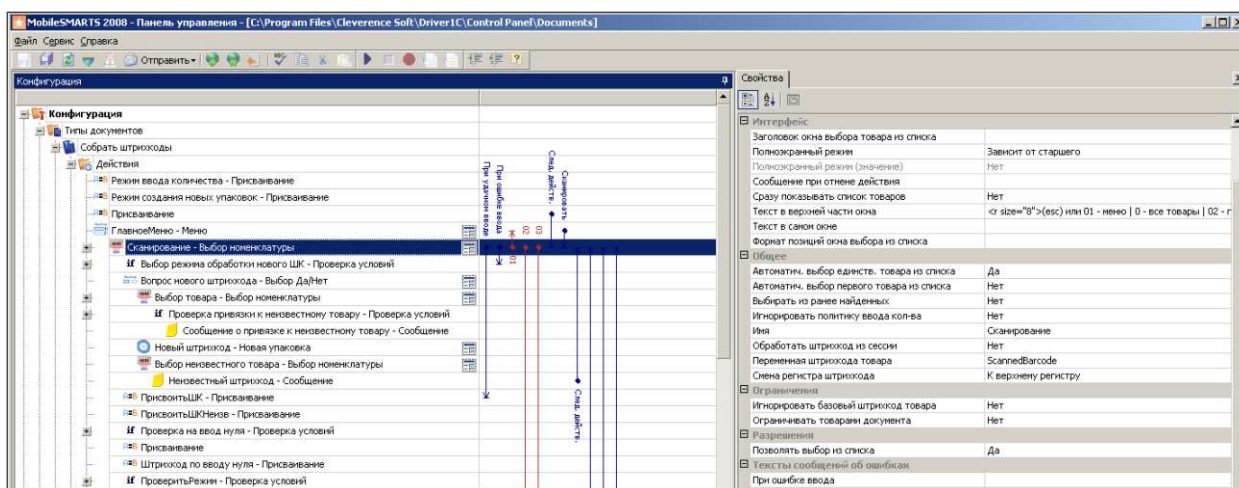 MobileSMARTS 2008 - Панель управления - [C:\Program Files\Cleverence Soft\Driver1C\Control Panel\Documents]
Файл Сервис Справка
Отправить
Конфигурация
Конфигурация
Типы документов
Собрать штрихкоды
Действия
Режим ввода количества - Присваивание
Режим создания новых упаковок - Присваивание
Присваивание
ГлавноеМеню - Меню
Сканирование - Выбор номенклатуры
if Выбор режима обработки нового ШК - Проверка условий
Вопрос нового штрихкода - Выбор Да/Нет
Выбор товара - Выбор номенклатуры
if Проверка привязки к неизвестному товару - Проверка условий
Сообщение о привязке к неизвестному товару - Сообщение
Новый штрихкод - Новая упаковка
Выбор неизвестного товара - Выбор номенклатуры
Неизвестный штрихкод - Сообщение
ПрисвоитьШК - Присваивание
ПрисвоитьШКНеизв - Присваивание
if Проверка на ввод нуля - Проверка условий
Присваивание
Штрихкод по вводу нуля - Присваивание
if ПроверитьРежим - Проверка условий
При удачном вводе
При ошибке ввода
01
02
03
След. действ.
Сканировать
След. действ.
Свойства
Интерфейс
Заголовок окна выбора товара из списка
Полноэкранный режим Зависит от старшего
Полноэкранный режим (значение) Нет
Сообщение при отмене действия
Сразу показывать список товаров Нет
Текст в верхней части окна <r size="8">(esc) или 01 - меню | 0 - все товары | 02 - г
Текст в самом окне
Формат позиций окна выбора из списка
Общее
Автоматич. выбор единств. товара из списка Да
Автоматич. выбор первого товара из списка Нет
Выбирать из ранее найденных Нет
Игнорировать политику ввода кол-ва Нет
Имя Сканирование
Обработать штрихкод из сессии Нет
Переменная штрихкода товара ScannedBarcode
Смена регистра штрихкода К верхнему регистру
Ограничения
Игнорировать базовый штрихкод товара Нет
Ограничивать товарами документа Нет
Разрешения
Позволять выбор из списка Да
Тексты сообщений об ошибках
При ошибке ввода